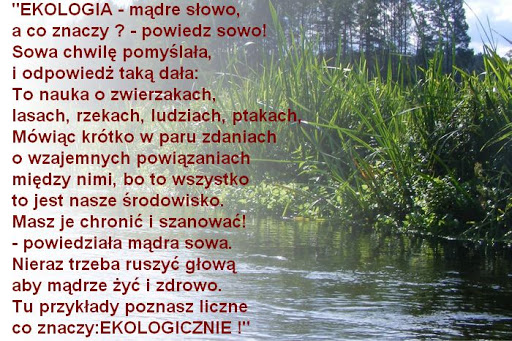 "EKOLOGIA - mądre słowo,
a co znaczy ? - powiedz sowo!
Sowa chwilę pomyślała,
i odpowiedż taką dała:
To nauka o zwierzakach,
lasach, rzekach, ludziach, ptakach,
Mówiąc krótko w paru zdaniach
o wzajemnych powiązaniach
między nimi, bo to wszystko
to jest nasze środowisko.
Masz je chronić i szanować!
- powiedziała mądra sowa.
Nieraz trzeba ruszyć głową
aby mądrze żyć i zdrowo.
Tu przykłady poznasz liczne
co znaczy:EKOLOGICZNIE !"